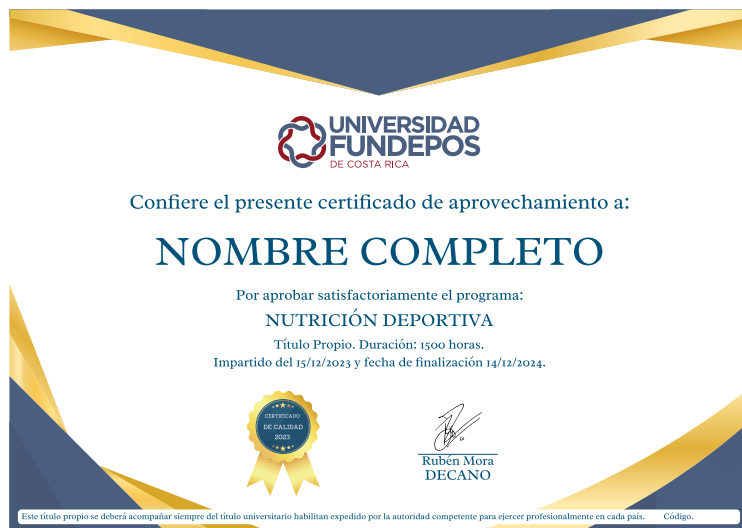 UNIVERSIDAD
FUNDEPOS
DE COSTA RICA
Confiere el presente certificado de aprovechamiento a:
NOMBRE COMPLETO
Por aprobar satisfactoriamente el programa:
NUTRICIÓN DEPORTIVA
Título Propio. Duración: 1500 horas.
Impartido del 15/12/2023 y fecha de finalización 14/12/2024.
CERTIFICADO
DE CALIDAD
2023
Rubén Mora
DECANO
Este título propio se deberá acompañar siempre del título universitario habilitan expedido por la autoridad competente para ejercer profesionalmente en cada país. Código.